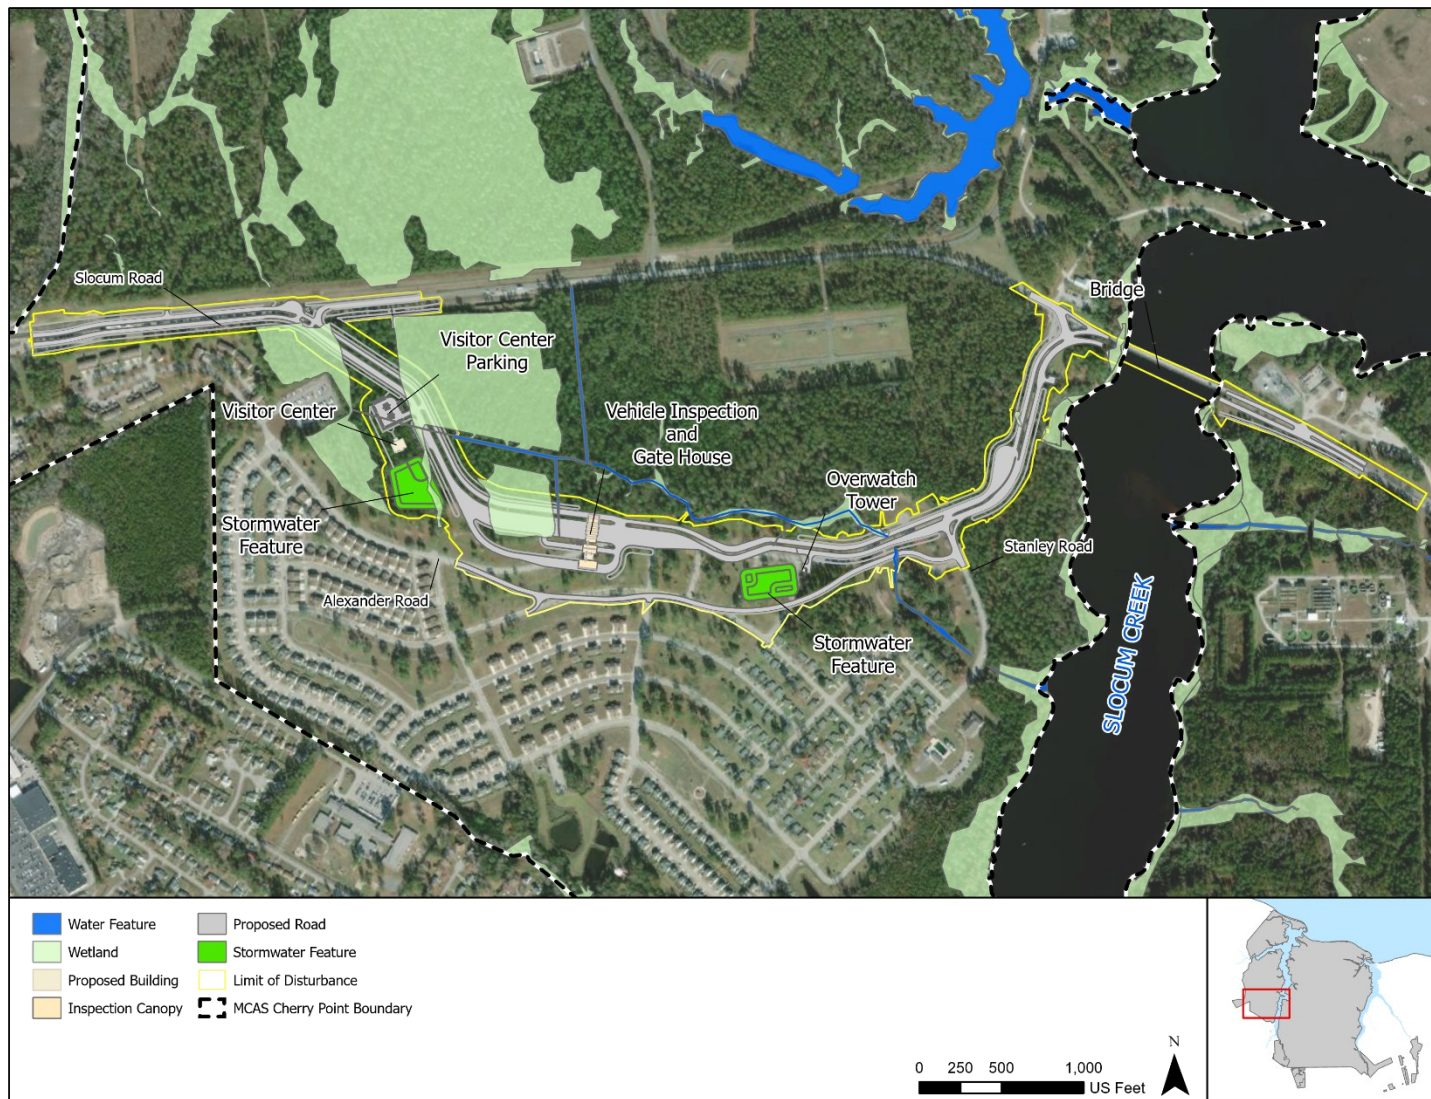 Slocum Road
Bridge
Visitor Center
Parking
Visitor Center
Vehicle Inspection
and
Gate House
Overwatch
Tower
Stormwater
Feature
Stanley Road
Alexander Road
Stormwater
Feature
SLOCUM CREEK
Water Feature
Wetland
Proposed Building
Inspection Canopy
Proposed Road
Stormwater Feature
Limit of Disturbance
MCAS Cherry Point Boundary
0 250 500 1,000
US Feet
N